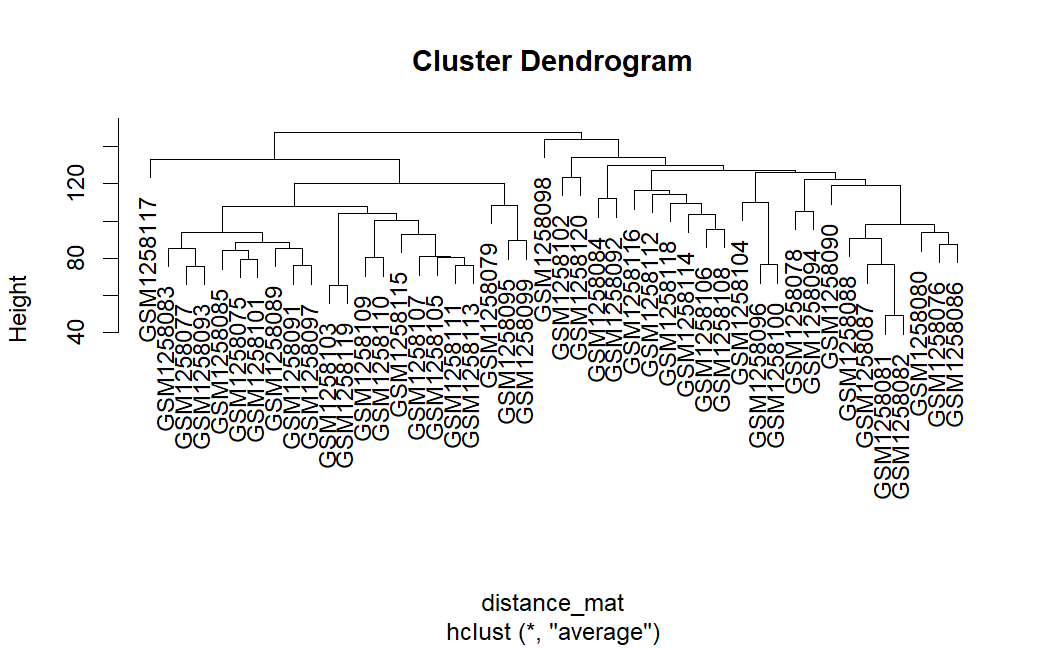 Cluster Dendrogram
Height
120
80
40
GSM1258117
GSM1258083
GSM1258077
GSM1258093
GSM1258085
GSM1258075
GSM1258101
GSM1258089
GSM1258091
GSM1258097
GSM1258103
GSM1258119
GSM1258109
GSM1258110
GSM1258115
GSM1258107
GSM1258105
GSM1258111
GSM1258113
GSM1258079
GSM1258095
GSM1258099
GSM1258098
GSM1258102
GSM1258120
GSM1258084
GSM1258092
GSM1258116
GSM1258112
GSM1258118
GSM1258114
GSM1258106
GSM1258108
GSM1258104
GSM1258096
GSM1258100
GSM1258078
GSM1258094
GSM1258090
GSM1258088
GSM1258087
GSM1258081
GSM1258082
GSM1258080
GSM1258076
GSM1258086
distance_mat
hclust (*, "average")